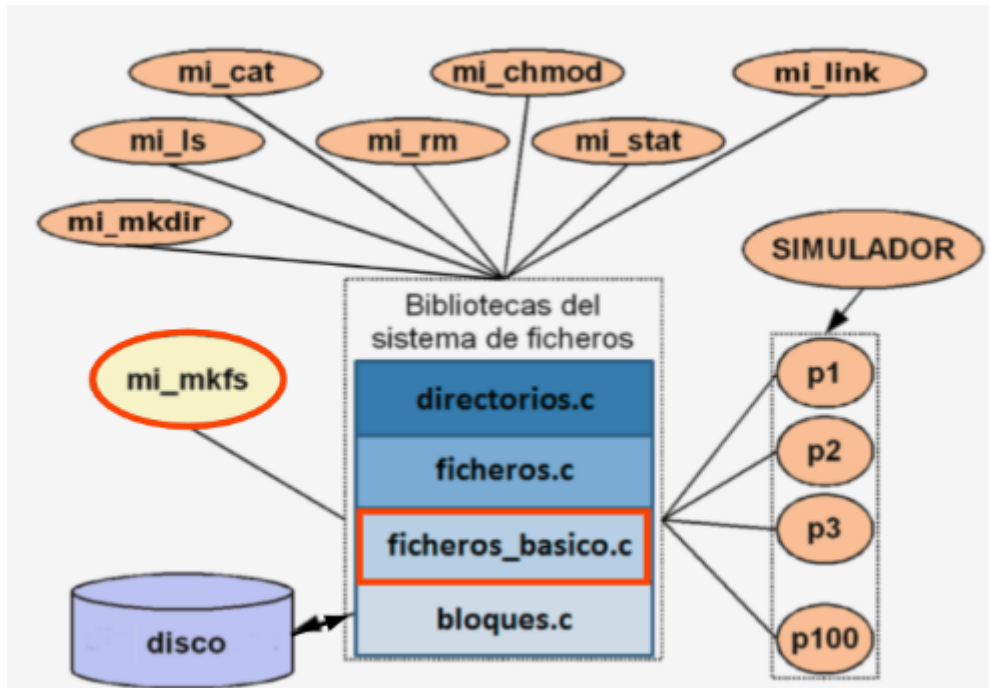 mi_cat
mi_chmod
mi_link
mi_ls
mi_rm
mi_stat
mi_mkdir
SIMULADOR
Bibliotecas del
sistema de ficheros
mi_mkfs
directorios.c
ficheros.c
ficheros_basico.c
bloques.c
disco
p1
p2
p3
p100